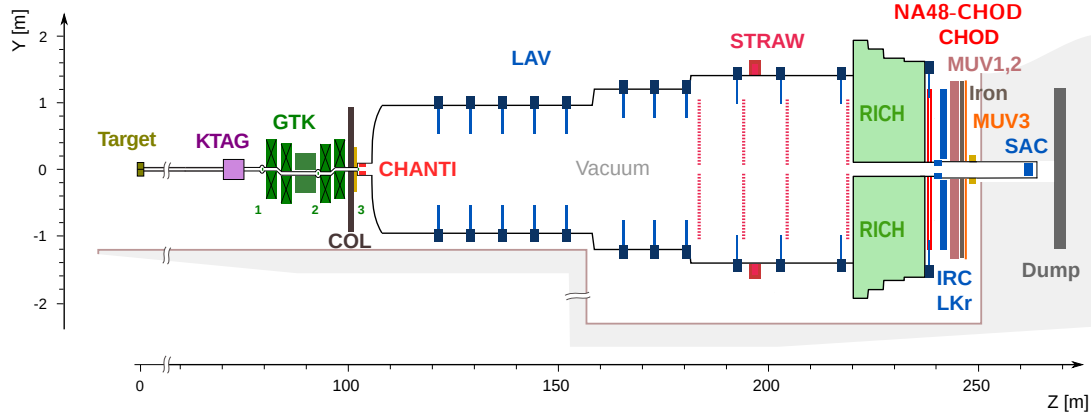 NA48-CHOD
CHOD
STRAW
LAV
MUV1,2
Iron
GTK
RICH
MUV3
Target
KTAG
SAC
CHANTI
Vacuum
1
2
3
RICH
COL
IRC
LKr
Dump
Y [m]
2
1
0
-1
-2
0
100
150
200
250
Z [m]